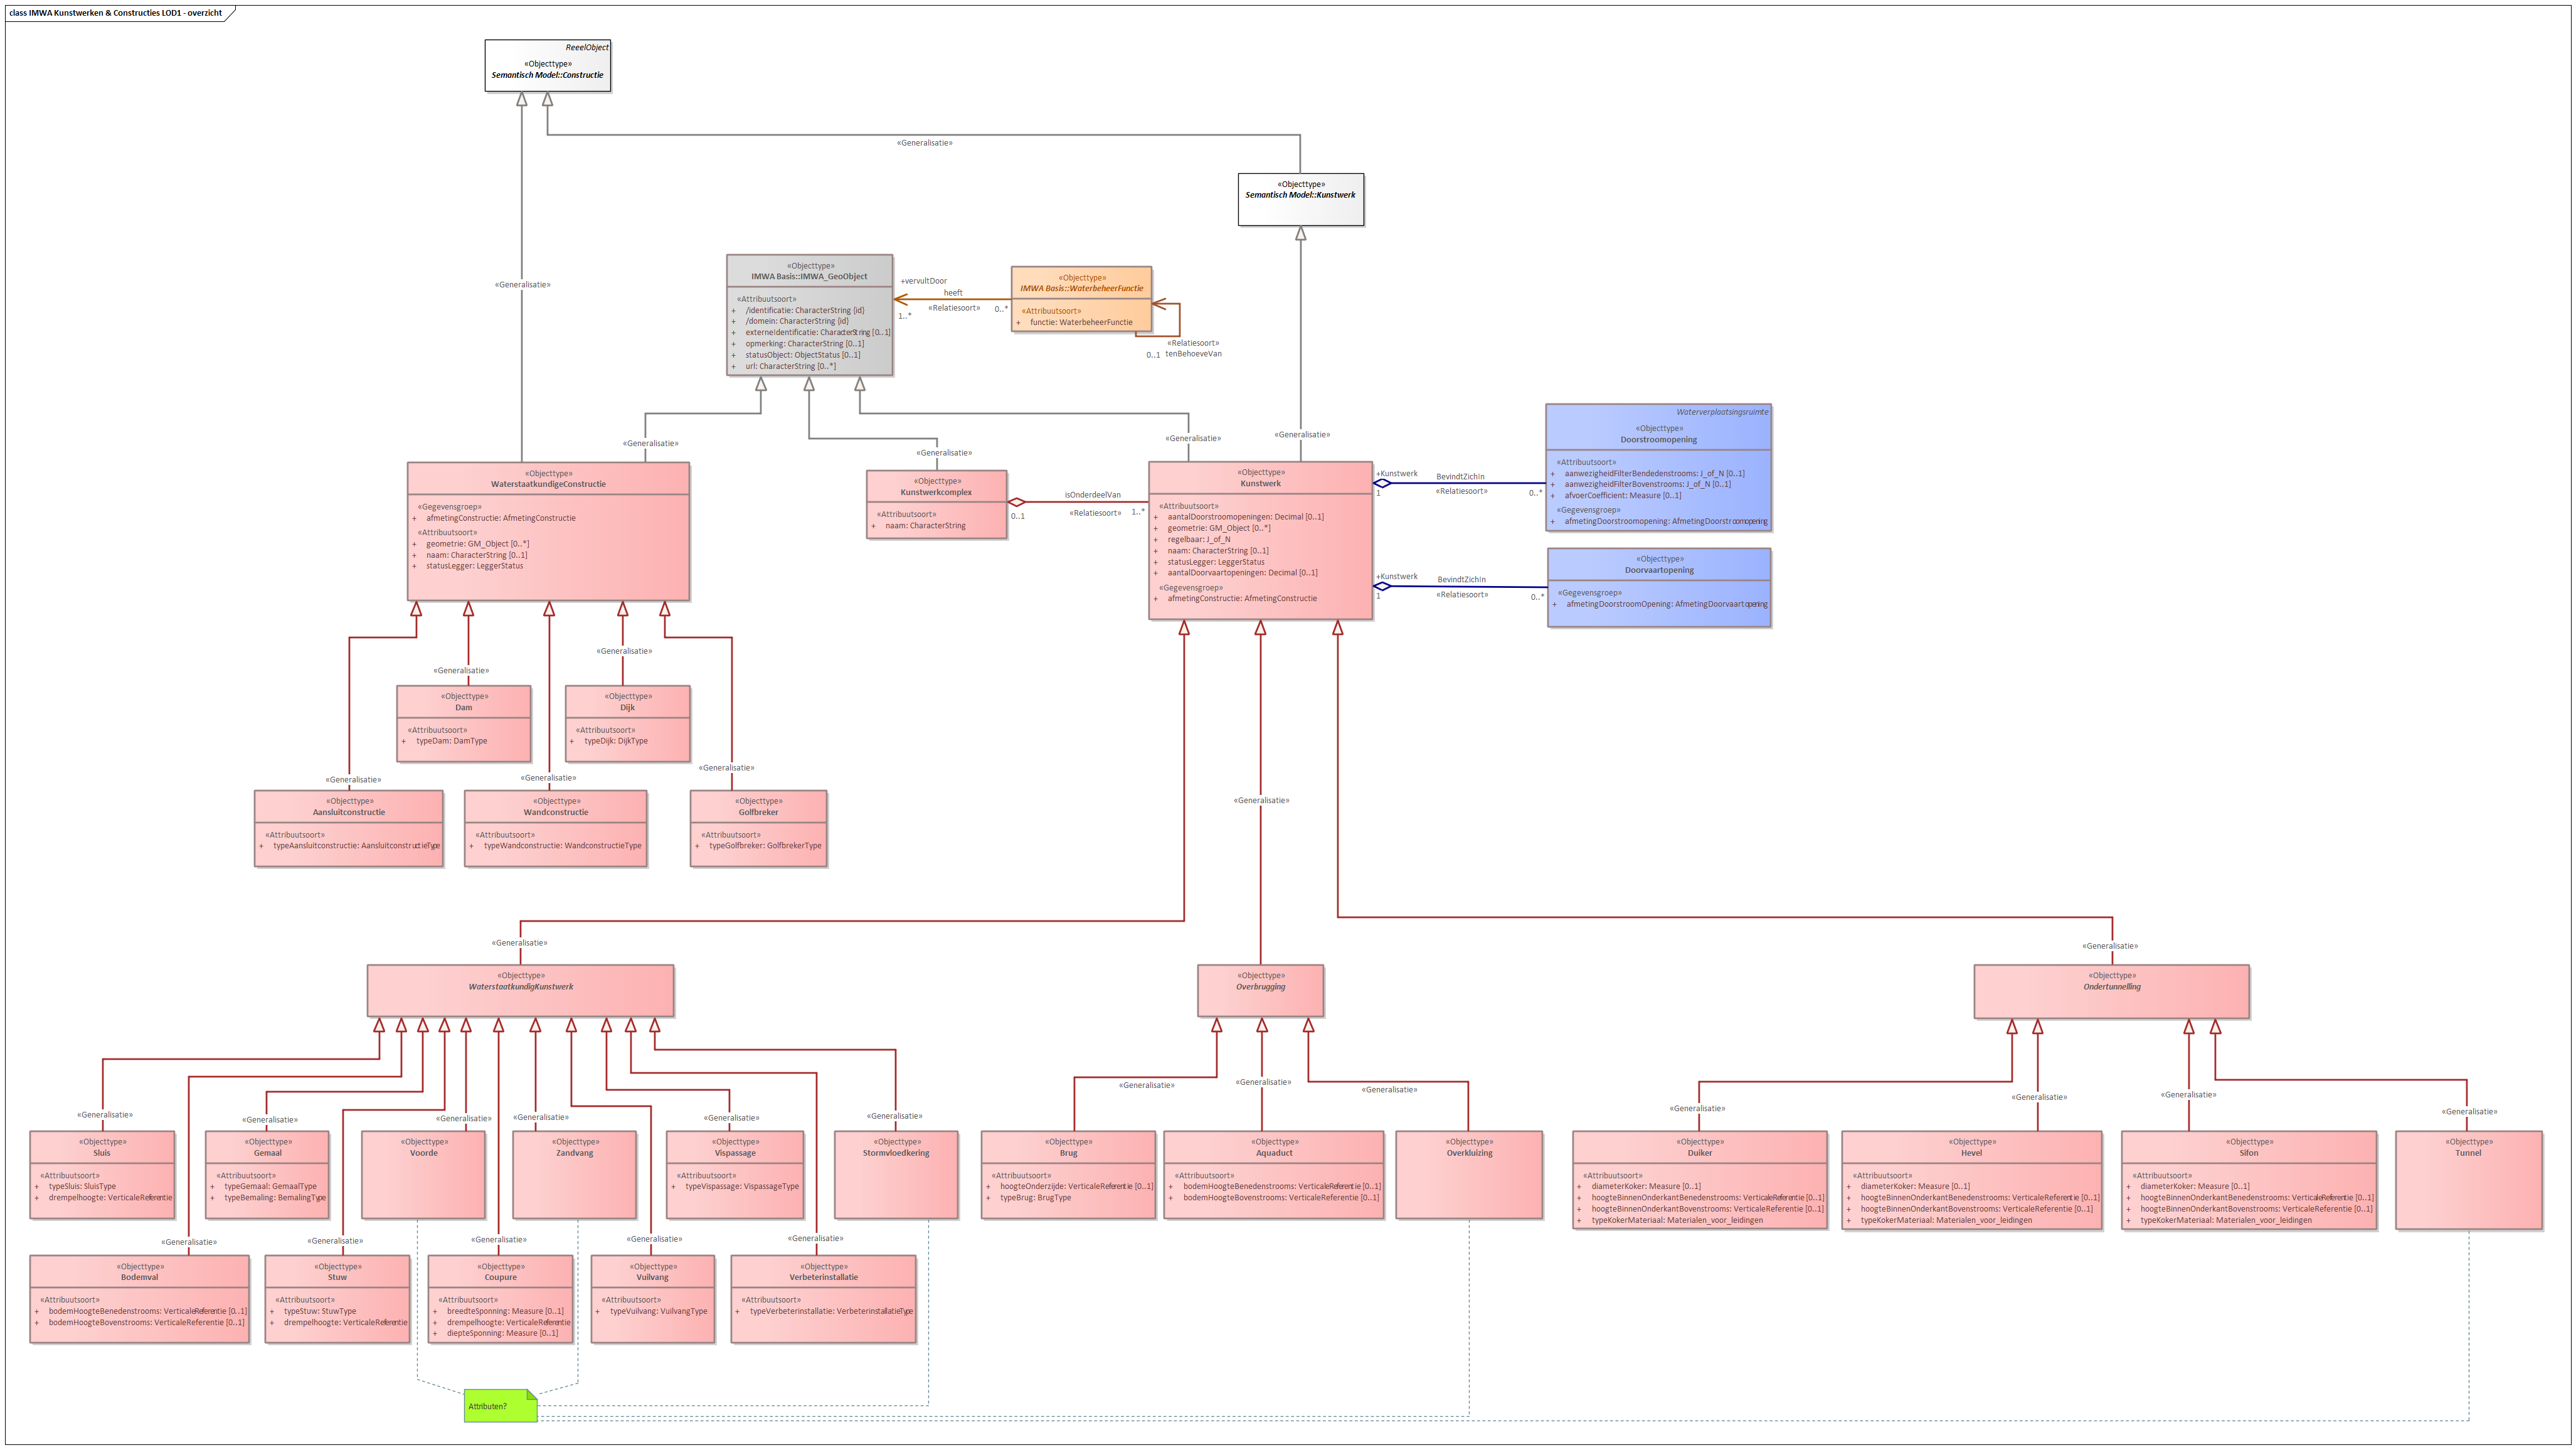 class IMWA Kunstwerken & Constructies LOD1 - overzicht
ReeelObject
«Objecttype»
Semantisch Model::Constructie
«Generalisatie»
«Objecttype»
Semantisch Model::Kunstwerk
«Generalisatie»
«Objecttype»
IMWA Basis::IMWA_GeoObject
«Attribuutsoort»
+ /identificatie: CharacterString {id}
+ /domein: CharacterString {id}
+ externeIdentificatie: CharacterString [0..1]
+ opmerking: CharacterString [0..1]
+ statusObject: ObjectStatus [0..1]
+ url: CharacterString [0..*]
+vervultDoor
heeft
1..*
«Relatiesoort»
0..*
«Objecttype»
IMWA Basis::WaterbeheerFunctie
«Attribuutsoort»
+ functie: WaterbeheerFunctie
«Relatiesoort»
0..1 tenBehoeveVan
«Generalisatie»
«Generalisatie»
«Generalisatie»
«Generalisatie»
«Objecttype»
WaterstaatkundigeConstructie
«Gegevensgroep»
+ afmetingConstructie: AfmetingConstructie
«Attribuutsoort»
+ geometrie: GM_Object [0..*]
+ naam: CharacterString [0..1]
+ statusLegger: LeggerStatus
«Objecttype»
Kunstwerkcomplex
«Attribuutsoort»
+ naam: CharacterString
isOnderdeelVan
0..1
«Relatiesoort»
1..*
«Objecttype»
Kunstwerk
«Attribuutsoort»
+ aantalDoorstroomopeningen: Decimal [0..1]
+ geometrie: GM_Object [0..*]
+ regelbaar: J_of_N
+ naam: CharacterString [0..1]
+ statusLegger: LeggerStatus
+ aantalDoorvaartopeningen: Decimal [0..1]
«Gegevensgroep»
+ afmetingConstructie: AfmetingConstructie
+Kunstwerk
BevindtZichIn
1
«Relatiesoort»
0..*
Waterverplaatsingsruimte
«Objecttype»
Doorstroomopening
«Attribuutsoort»
+ aanwezigheidFilterBendedenstrooms: J_of_N [0..1]
+ aanwezigheidFilterBovenstrooms: J_of_N [0..1]
+ afvoerCoefficient: Measure [0..1]
«Gegevensgroep»
+ afmetingDoorstroomopening: AfmetingDoorstroomopening
+Kunstwerk
BevindtZichIn
1
«Relatiesoort»
0..*
«Objecttype»
Doorvaartopening
«Gegevensgroep»
+ afmetingDoorstroomOpening: AfmetingDoorvaartopening
«Generalisatie»
«Generalisatie»
«Generalisatie»
«Generalisatie»
«Generalisatie»
«Objecttype»
Dam
«Attribuutsoort»
+ typeDam: DamType
«Objecttype»
Dijk
«Attribuutsoort»
+ typeDijk: DijkType
«Objecttype»
Aansluitconstructie
«Attribuutsoort»
+ typeAansluitconstructie: AansluitconstructieType
«Objecttype»
Wandconstructie
«Attribuutsoort»
+ typeWandconstructie: WandconstructieType
«Objecttype»
Golfbreker
«Attribuutsoort»
+ typeGolfbreker: GolfbrekerType
«Generalisatie»
«Generalisatie»
«Generalisatie»
«Objecttype»
WaterstaatkundigKunstwerk
«Objecttype»
Overbrugging
«Objecttype»
Ondertunnelling
«Generalisatie»
«Generalisatie»
«Generalisatie»
«Generalisatie»
«Generalisatie»
«Generalisatie»
«Generalisatie»
«Generalisatie»
«Generalisatie»
«Generalisatie»
«Generalisatie»
«Generalisatie»
«Generalisatie»
«Objecttype»
Sluis
«Attribuutsoort»
+ typeSluis: SluisType
+ drempelhoogte: VerticaleReferentie
«Objecttype»
Gemaal
«Attribuutsoort»
+ typeGemaal: GemaalType
+ typeBemaling: BemalingType
«Objecttype»
Voorde
«Objecttype»
Zandvang
«Objecttype»
Vispassage
«Attribuutsoort»
+ typeVispassage: VispassageType
«Objecttype»
Stormvloedkering
«Objecttype»
Brug
«Attribuutsoort»
+ hoogteOnderzijde: VerticaleReferentie [0..1]
+ typeBrug: BrugType
«Objecttype»
Aquaduct
«Attribuutsoort»
+ bodemHoogteBenedenstrooms: VerticaleReferentie [0..1]
+ bodemHoogteBovenstrooms: VerticaleReferentie [0..1]
«Objecttype»
Overkluizing
«Objecttype»
Duiker
«Attribuutsoort»
+ diameterKoker: Measure [0..1]
+ hoogteBinnenOnderkantBenedenstrooms: VerticaleReferentie [0..1]
+ hoogteBinnenOnderkantBovenstrooms: VerticaleReferentie [0..1]
+ typeKokerMateriaal: Materialen_voor_leidingen
«Objecttype»
Hevel
«Attribuutsoort»
+ diameterKoker: Measure [0..1]
+ hoogteBinnenOnderkantBenedenstrooms: VerticaleReferentie [0..1]
+ hoogteBinnenOnderkantBovenstrooms: VerticaleReferentie [0..1]
+ typeKokerMateriaal: Materialen_voor_leidingen
«Objecttype»
Sifon
«Attribuutsoort»
+ diameterKoker: Measure [0..1]
+ hoogteBinnenOnderkantBenedenstrooms: VerticaleReferentie [0..1]
+ hoogteBinnenOnderkantBovenstrooms: VerticaleReferentie [0..1]
+ typeKokerMateriaal: Materialen_voor_leidingen
«Objecttype»
Tunnel
«Generalisatie»
«Generalisatie»
«Generalisatie»
«Generalisatie»
«Generalisatie»
«Objecttype»
Bodemval
«Attribuutsoort»
+ bodemHoogteBenedenstrooms: VerticaleReferentie [0..1]
+ bodemHoogteBovenstrooms: VerticaleReferentie [0..1]
«Objecttype»
Stuw
«Attribuutsoort»
+ typeStuw: StuwType
+ drempelhoogte: VerticaleReferentie
«Objecttype»
Coupure
«Attribuutsoort»
+ breedteSponning: Measure [0..1]
+ drempelhoogte: VerticaleReferentie
+ diepteSponning: Measure [0..1]
«Objecttype»
Vuilvang
«Attribuutsoort»
+ typeVuilvang: VuilvangType
«Objecttype»
Verbeterinstallatie
«Attribuutsoort»
+ typeVerbeterinstallatie: VerbeterinstallatieType
Attributen?